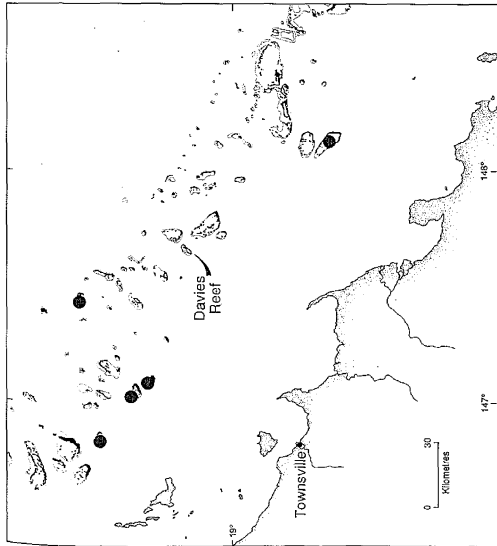 Davies
Reef
19°
Townsville
147°
148°
0 30
Kilometres